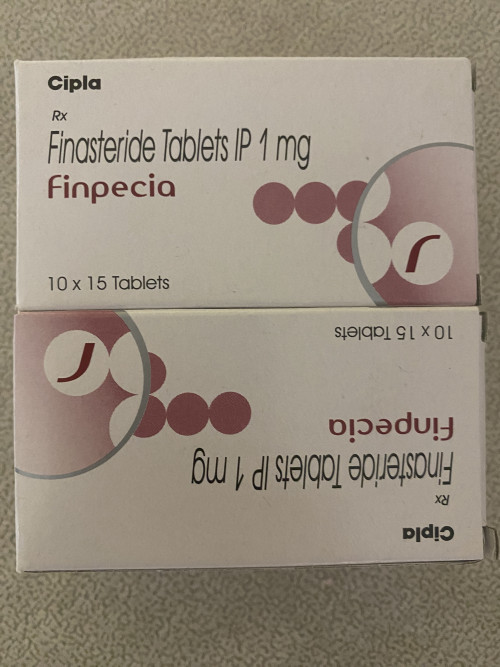 Cipla
Rx
Finasteride Tablets IP 1 mg
Finpecia
10 x 15 Tablets
10 x 15 Tablets
Finpecia
Finasteride Tablets IP 1 mg
Rx
Cipla